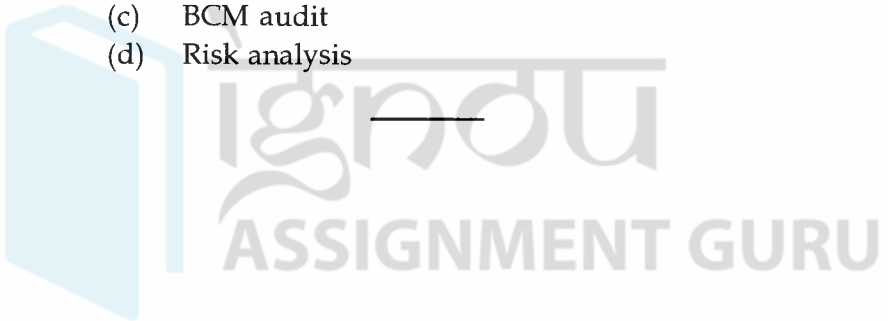 (c) BCM audit
(d) Risk analysis
ignou
ASSIGNMENT GURU